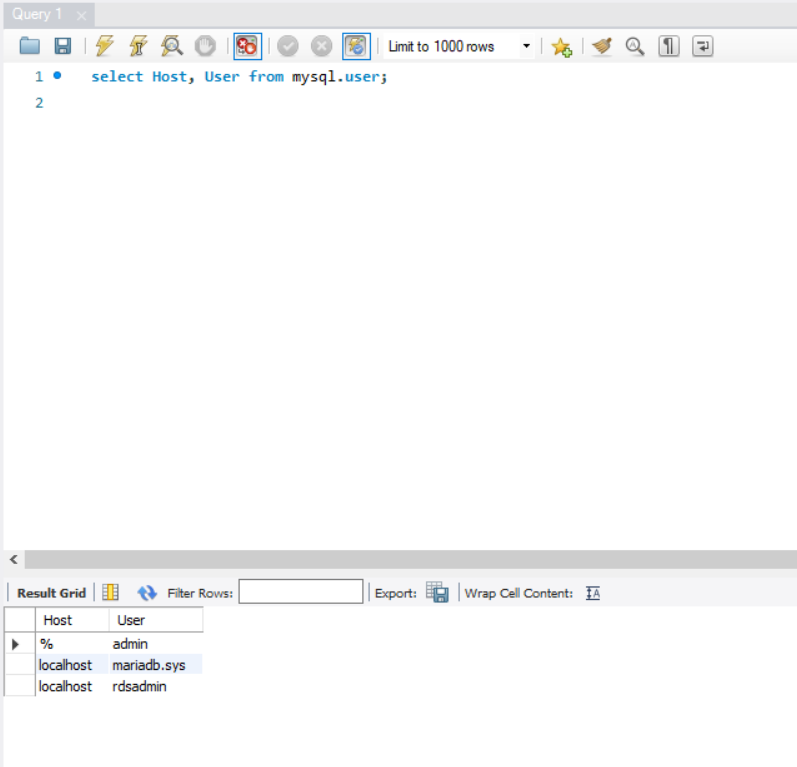 Query 1
Limit to 1000 rows
1 select Host, User from mysql.user;
2
Result Grid Filter Rows: Export: Wrap Cell Content:
Host User
% admin
localhost mariadb.sys
localhost rdsadmin